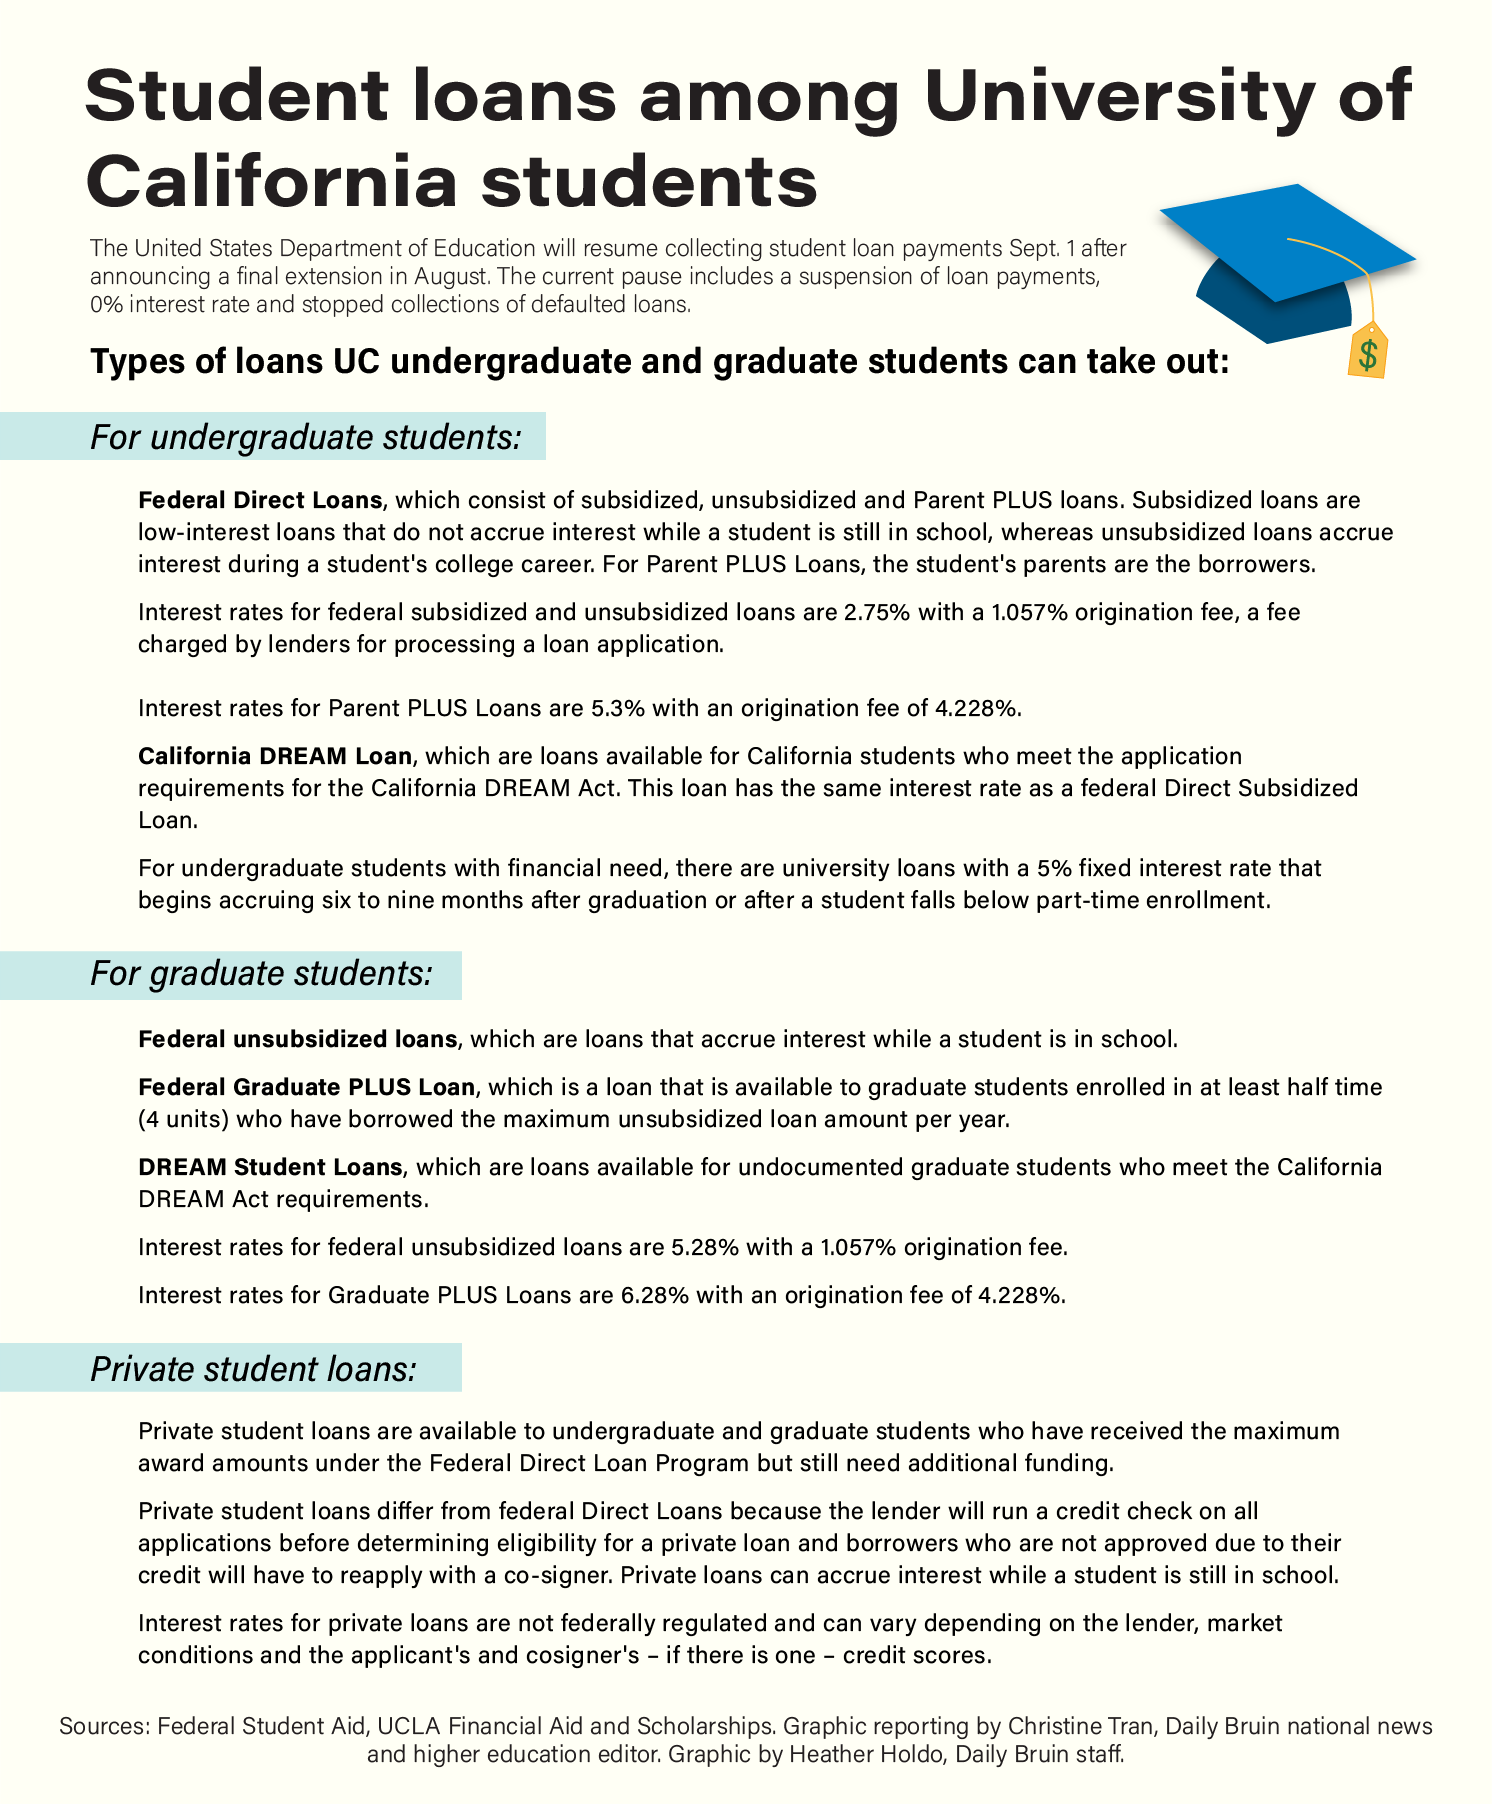 Student loans among University of
California students
The United States Department of Education will resume collecting student loan payments Sept. 1 after
announcing a final extension in August. The current pause includes a suspension of loan payments,
0% interest rate and stopped collections of defaulted loans.
$
Types of loans UC undergraduate and graduate students can take out:
For undergraduate students:
Federal Direct Loans, which consist of subsidized, unsubsidized and Parent PLUS loans. Subsidized loans are
low-interest loans that do not accrue interest while a student is still in school, whereas unsubsidized loans accrue
interest during a student's college career. For Parent PLUS Loans, the student's parents are the borrowers.
Interest rates for federal subsidized and unsubsidized loans are 2.75% with a 1.057% origination fee, a fee
charged by lenders for processing a loan application.
Interest rates for Parent PLUS Loans are 5.3% with an origination fee of 4.228%.
California DREAM Loan, which are loans available for California students who meet the application
requirements for the California DREAM Act. This loan has the same interest rate as a federal Direct Subsidized
Loan.
For undergraduate students with financial need, there are university loans with a 5% fixed interest rate that
begins accruing six to nine months after graduation or after a student falls below part-time enrollment.
For graduate students:
Federal unsubsidized loans, which are loans that accrue interest while a student is in school.
Federal Graduate PLUS Loan, which is a loan that is available to graduate students enrolled in at least half time
(4 units) who have borrowed the maximum unsubsidized loan amount per year.
DREAM Student Loans, which are loans available for undocumented graduate students who meet the California
DREAM Act requirements.
Interest rates for federal unsubsidized loans are 5.28% with a 1.057% origination fee.
Interest rates for Graduate PLUS Loans are 6.28% with an origination fee of 4.228%.
Private student loans:
Private student loans are available to undergraduate and graduate students who have received the maximum
award amounts under the Federal Direct Loan Program but still need additional funding.
Private student loans differ from federal Direct Loans because the lender will run a credit check on all
applications before determining eligibility for a private loan and borrowers who are not approved due to their
credit will have to reapply with a co-signer. Private loans can accrue interest while a student is still in school.
Interest rates for private loans are not federally regulated and can vary depending on the lender, market
conditions and the applicant's and cosigner's – if there is one – credit scores.
Sources: Federal Student Aid, UCLA Financial Aid and Scholarships. Graphic reporting by Christine Tran, Daily Bruin national news
and higher education editor. Graphic by Heather Holdo, Daily Bruin staff.